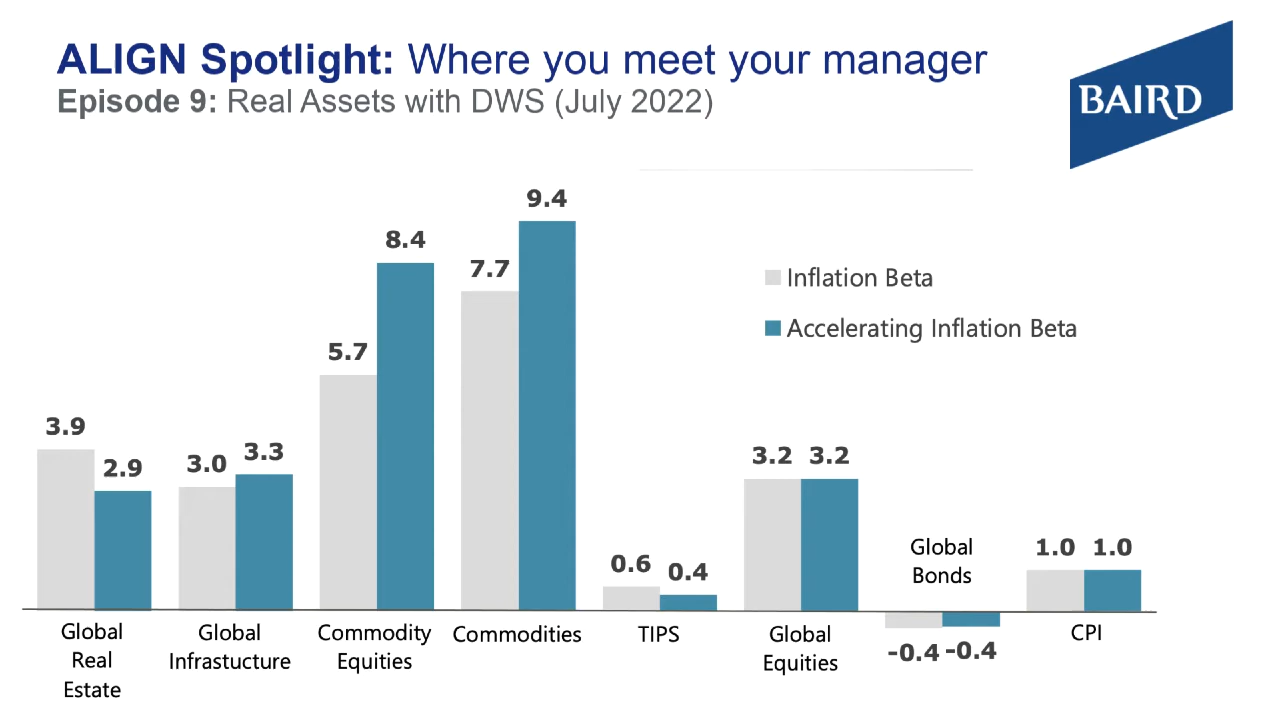 ALIGN Spotlight: Where you meet your manager
Episode 9: Real Assets with DWS (July 2022)
BAIRD
9.4
8.4
7.7
Inflation Beta
Accelerating Inflation Beta
5.7
3.9
2.9
3.0
3.3
3.2 3.2
0.6
0.4
Global
Bonds
1.0 1.0
-0.4 -0.4
Global
Real
Estate
Global
Infrastucture
Commodity
Equities
Commodities
TIPS
Global
Equities
CPI